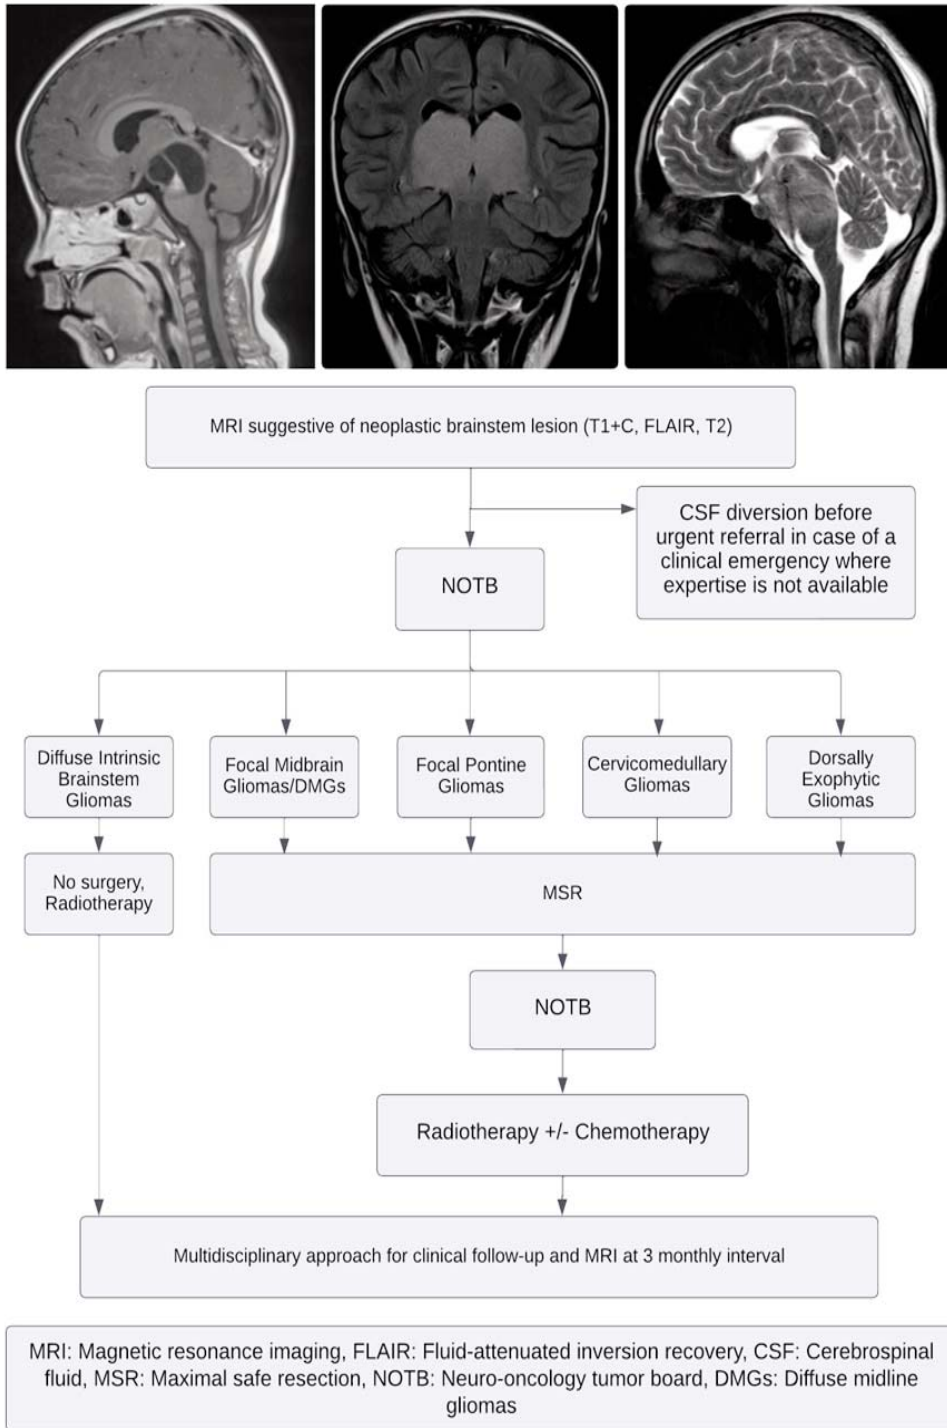 MRI suggestive of neoplastic brainstem lesion (T1+C, FLAIR, T2)
CSF diversion before
urgent referral in case of a
clinical emergency where
expertise is not available
NOTB
Diffuse Intrinsic
Brainstem
Gliomas
Focal Midbrain
Gliomas/DMGs
Focal Pontine
Gliomas
Cervicomedullary
Gliomas
Dorsally
Exophytic
Gliomas
No surgery,
Radiotherapy
MSR
NOTB
Radiotherapy +/- Chemotherapy
Multidisciplinary approach for clinical follow-up and MRI at 3 monthly interval
MRI: Magnetic resonance imaging, FLAIR: Fluid-attenuated inversion recovery, CSF: Cerebrospinal
fluid, MSR: Maximal safe resection, NOTB: Neuro-oncology tumor board, DMGs: Diffuse midline
gliomas